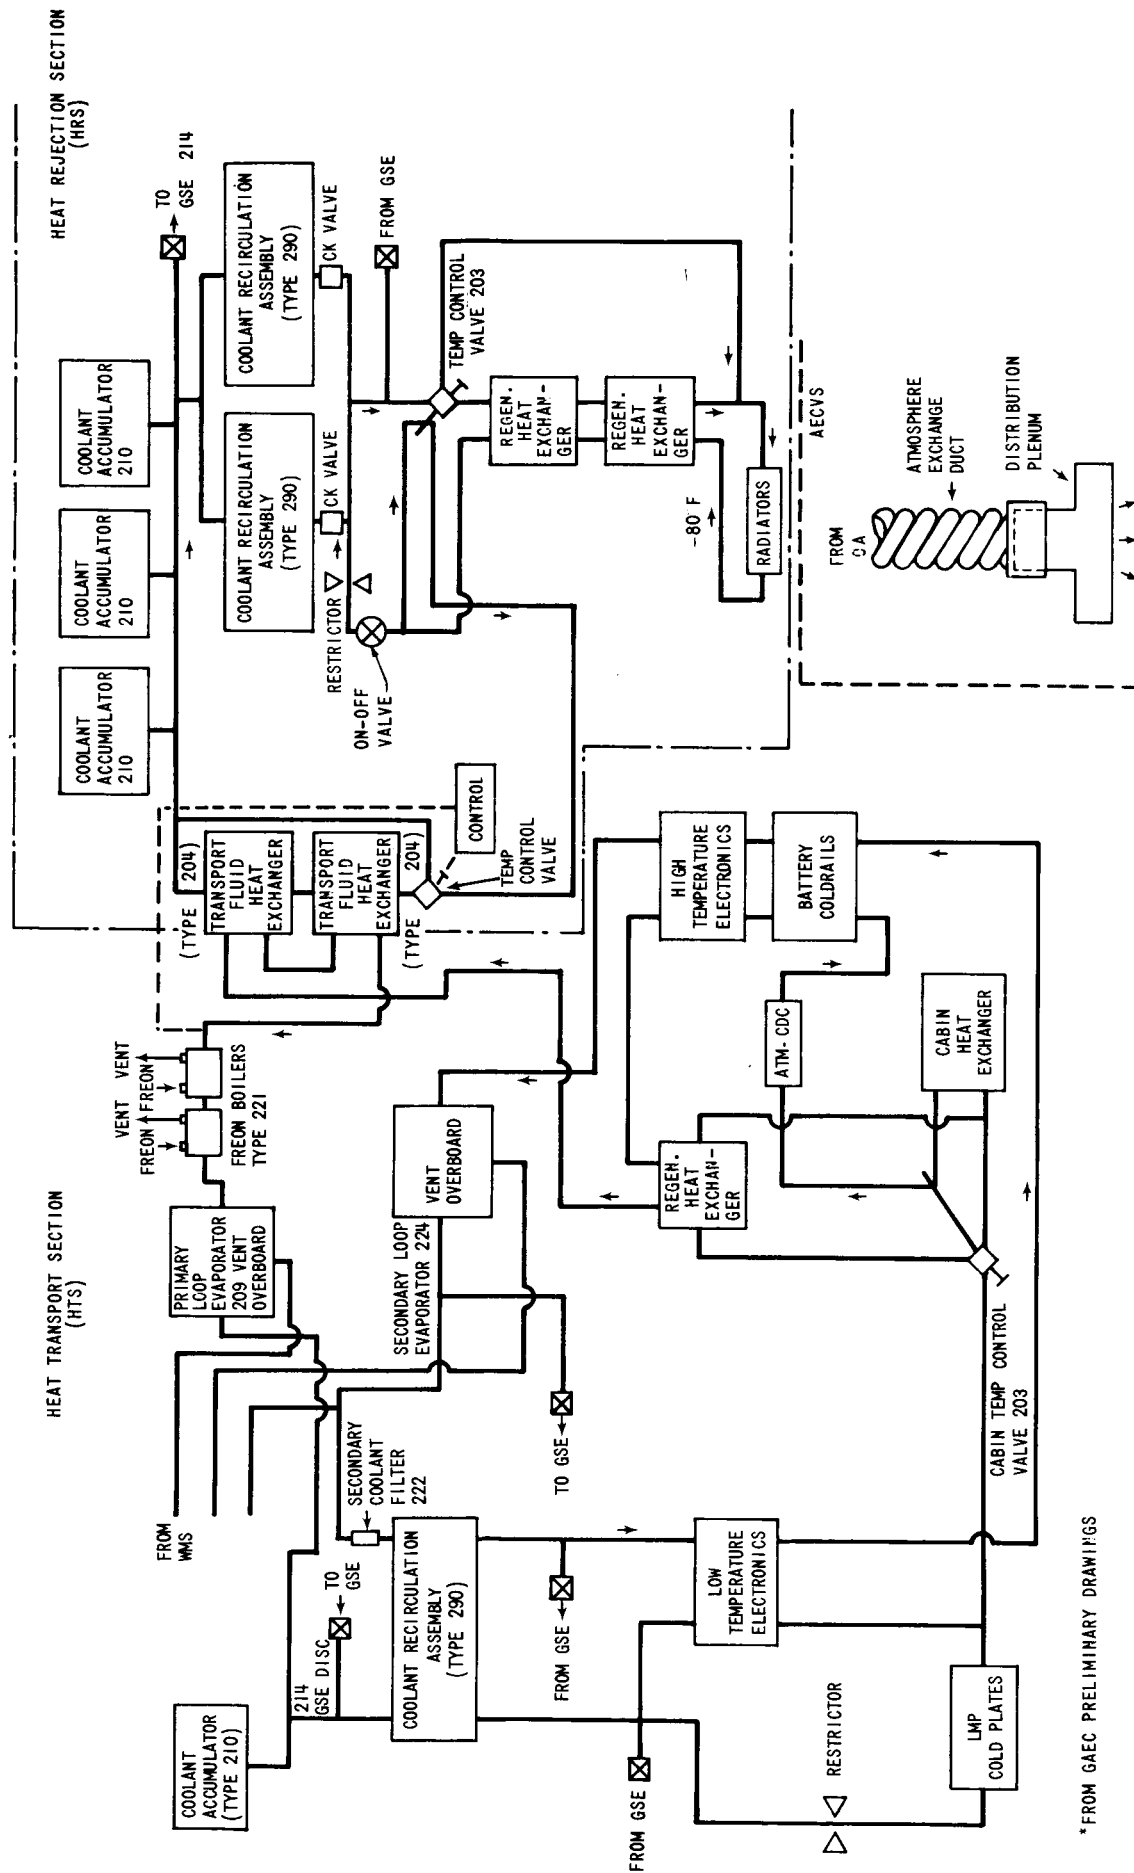 HEAT TRANSPORT SECTION
(HTS)
HEAT REJECTION SECTION
(HRS)
COOLANT
ACCUMULATOR
(TYPE 210)
214
GSE DISC
TO
GSE
FROM
WMS
SECONDARY
COOLANT
FILTER
222
COOLANT RECIRCULATION
ASSEMBLY
(TYPE 290)
FROM GSE
FROM GSE
LOW
TEMPERATURE
ELECTRONICS
RESTRICTOR
LMP
COLD PLATES
*FROM GAEC PRELIMINARY DRAWINGS
PRIMARY
LOOP
EVAPORATOR
209 VENT
OVERBOARD
VENT
FREON
VENT
FREON
FREON BOILERS
TYPE 221
SECONDARY LOOP
EVAPORATOR 224
VENT
OVERBOARD
TO GSE
REGEN.
HEAT
EXCHAN-
GER
CABIN TEMP CONTROL
VALVE 203
ATM-CDC
CABIN
HEAT
EXCHANGER
HIGH
TEMPERATURE
ELECTRONICS
BATTERY
COLDRAILS
(TYPE 204)
TRANSPORT
FLUID
HEAT
EXCHANGER
TRANSPORT
FLUID
HEAT
EXCHANGER
(TYPE 204)
TEMP
CONTROL
VALVE
CONTROL
COOLANT
ACCUMULATOR
210
COOLANT
ACCUMULATOR
210
COOLANT
ACCUMULATOR
210
TO
GSE 214
COOLANT RECIRCULATION
ASSEMBLY
(TYPE 290)
COOLANT RECIRCULATION
ASSEMBLY
(TYPE 290)
RESTRICTOR
CK VALVE
CK VALVE
ON-OFF
VALVE
FROM GSE
TEMP CONTROL
VALVE 203
REGEN.
HEAT
EXCHAN-
GER
REGEN.
HEAT
EXCHAN-
GER
-80°F
RADIATORS
AECVS
FROM
OA
ATMOSPHERE
EXCHANGE
DUCT
DISTRIBUTION
PLENUM